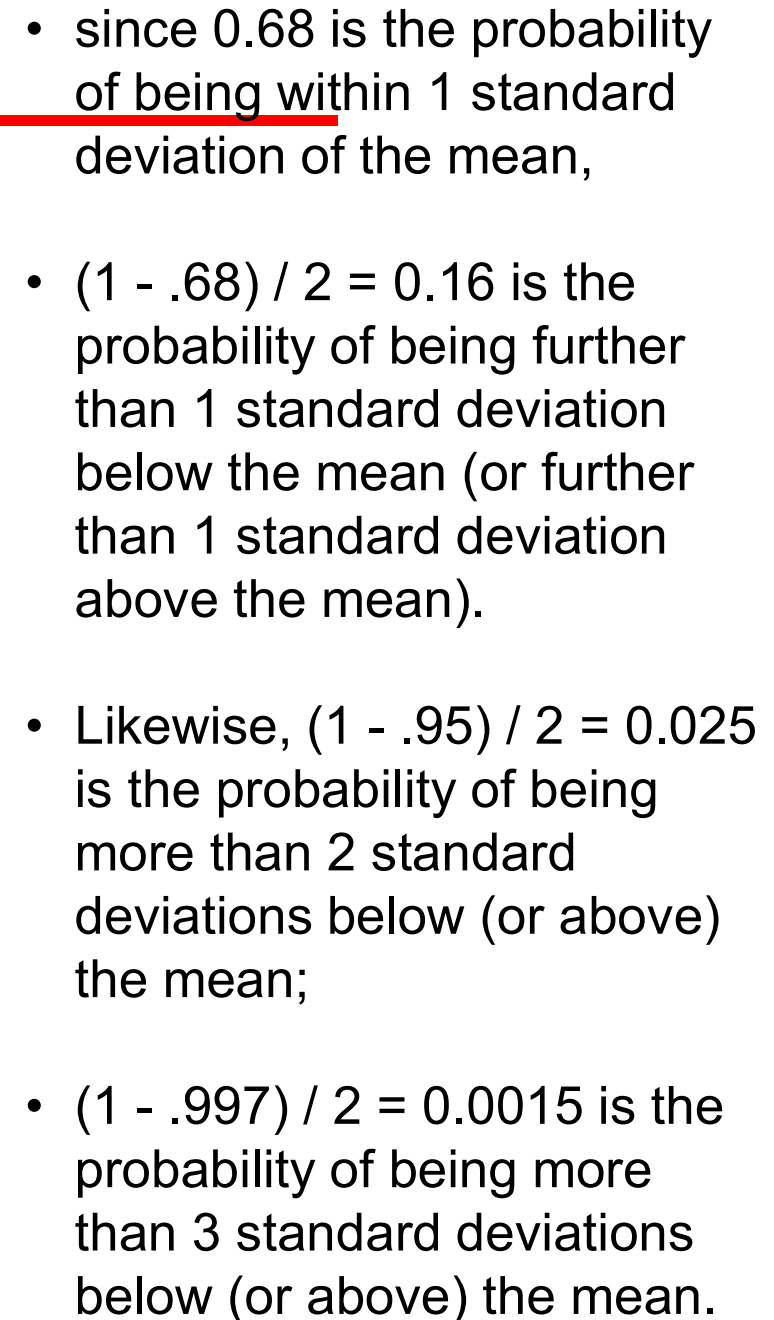 • since 0.68 is the probability
of being within 1 standard
deviation of the mean,
• (1 - .68) / 2 = 0.16 is the
probability of being further
than 1 standard deviation
below the mean (or further
than 1 standard deviation
above the mean).
• Likewise, (1 - .95) / 2 = 0.025
is the probability of being
more than 2 standard
deviations below (or above)
the mean;
• (1 - .997) / 2 = 0.0015 is the
probability of being more
than 3 standard deviations
below (or above) the mean.